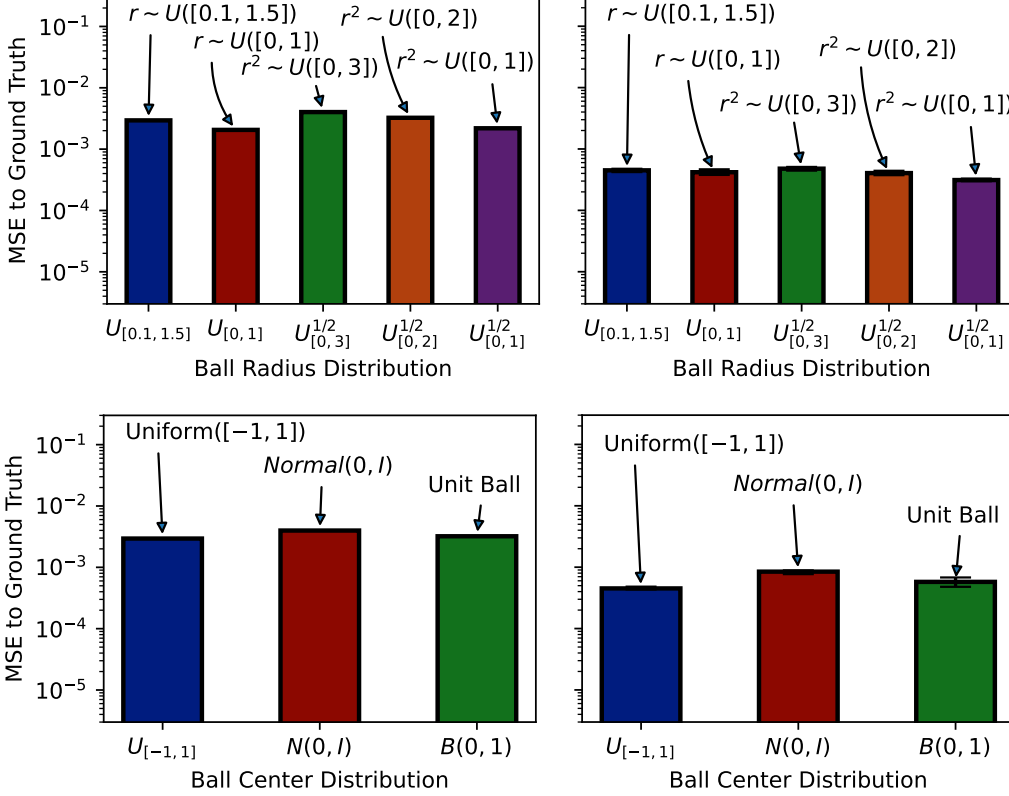 MSE to Ground Truth
10⁻¹
10⁻²
10⁻³
10⁻⁴
10⁻⁵
r ~ U([0.1, 1.5])
r ~ U([0, 1])
r² ~ U([0, 3])
r² ~ U([0, 2])
r² ~ U([0, 1])
U[0.1, 1.5]
U[0, 1]
U^{1/2}_{[0, 3]}
U^{1/2}_{[0, 2]}
U^{1/2}_{[0, 1]}
Ball Radius Distribution
r ~ U([0.1, 1.5])
r ~ U([0, 1])
r² ~ U([0, 3])
r² ~ U([0, 2])
r² ~ U([0, 1])
U[0.1, 1.5]
U[0, 1]
U^{1/2}_{[0, 3]}
U^{1/2}_{[0, 2]}
U^{1/2}_{[0, 1]}
Ball Radius Distribution
MSE to Ground Truth
10⁻¹
10⁻²
10⁻³
10⁻⁴
10⁻⁵
Uniform([−1, 1])
Normal(0, I)
Unit Ball
U[−1, 1]
N(0, I)
B(0, 1)
Ball Center Distribution
Uniform([−1, 1])
Normal(0, I)
Unit Ball
U[−1, 1]
N(0, I)
B(0, 1)
Ball Center Distribution